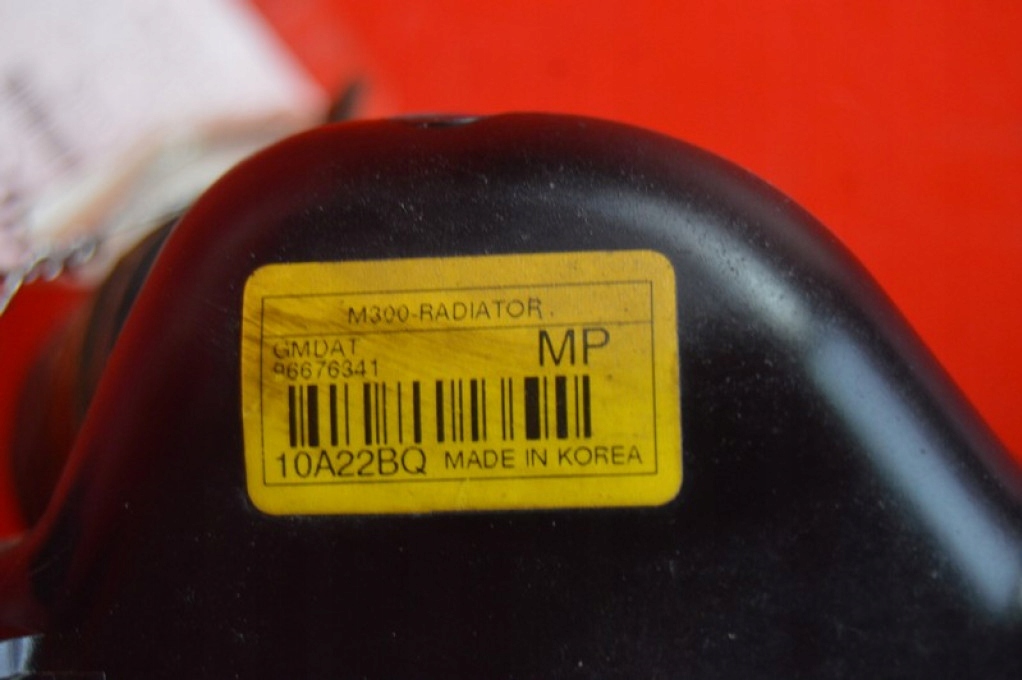 M300-RADIATOR
GMDAT
MP
96676341
10A22BQ MADE IN KOREA